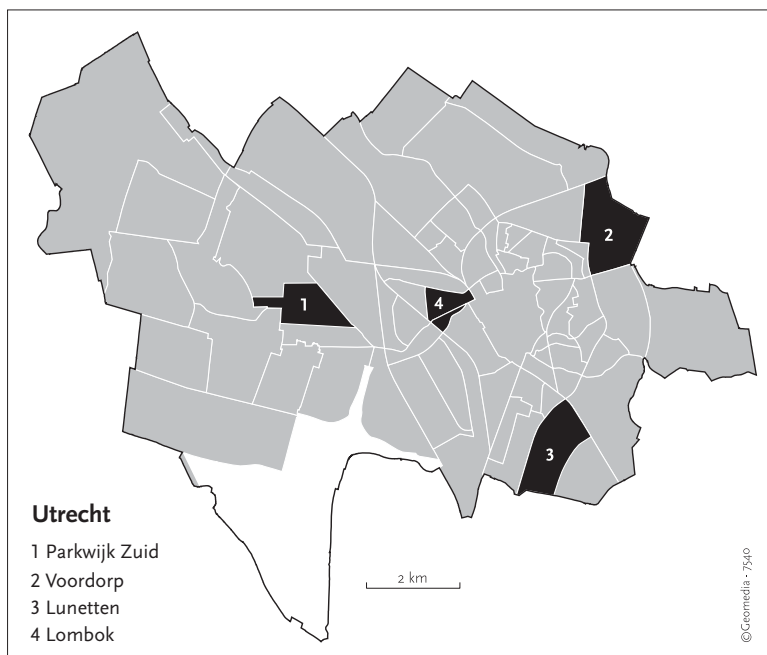 2
1
4
3
Utrecht
1 Parkwijk Zuid
2 Voordorp
3 Lunetten
4 Lombok
2 km
©Geomedia - 7540